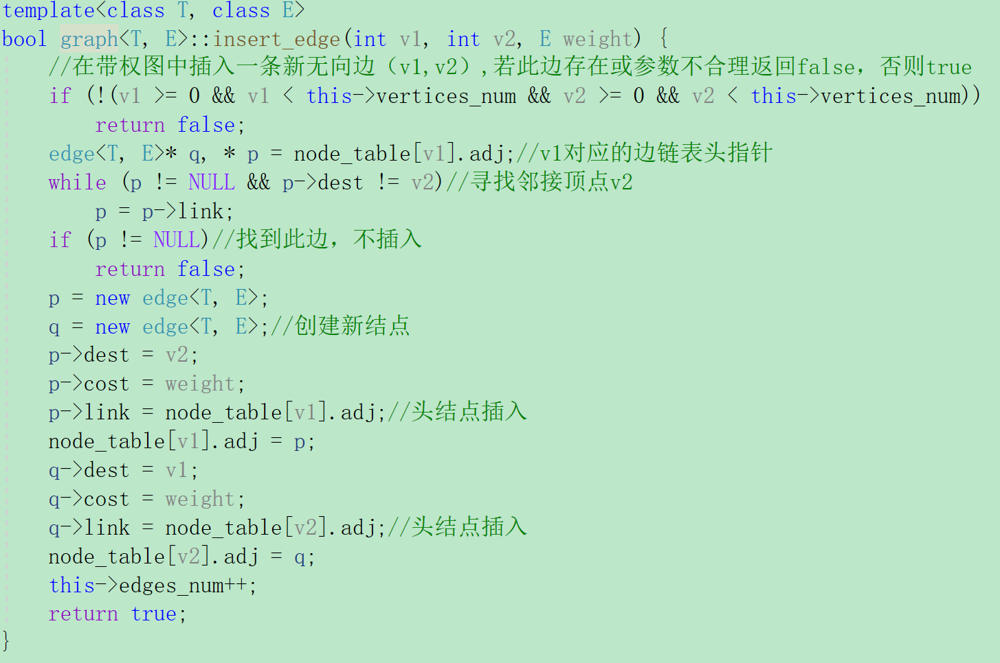 template<class T, class E>
bool graph<T, E>::insert_edge(int v1, int v2, E weight) {
//在带权图中插入一条新无向边（v1,v2）,若此边存在或参数不合理返回false，否则true
if (!(v1 >= 0 && v1 < this->vertices_num && v2 >= 0 && v2 < this->vertices_num))
return false;
edge<T, E>* q, * p = node_table[v1].adj;//v1对应的边链表头指针
while (p != NULL && p->dest != v2)//寻找邻接顶点v2
p = p->link;
if (p != NULL)//找到此边，不插入
return false;
p = new edge<T, E>;
q = new edge<T, E>;//创建新结点
p->dest = v2;
p->cost = weight;
p->link = node_table[v1].adj;//头结点插入
node_table[v1].adj = p;
q->dest = v1;
q->cost = weight;
q->link = node_table[v2].adj;//头结点插入
node_table[v2].adj = q;
this->edges_num++;
return true;
}